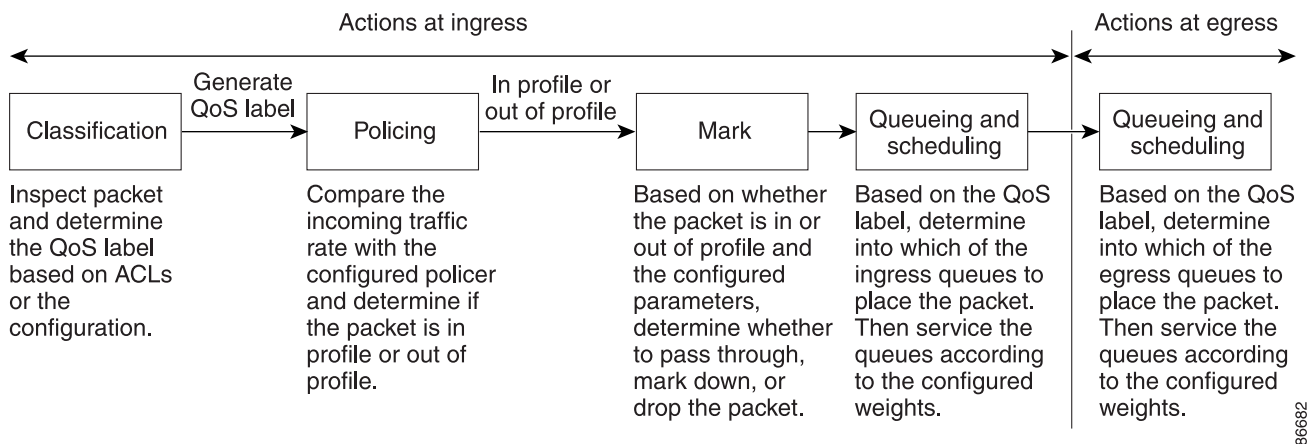 Actions at ingress
Actions at egress
Generate
QoS label
In profile or
out of profile
Classification
Policing
Mark
Queueing and
scheduling
Queueing and
scheduling
Inspect packet
and determine
the QoS label
based on ACLs
or the
configuration.
Compare the
incoming traffic
rate with the
configured policer
and determine if
the packet is in
profile or out of
profile.
Based on whether
the packet is in or
out of profile and
the configured
parameters,
determine whether
to pass through,
mark down, or
drop the packet.
Based on the QoS
label, determine
into which of the
ingress queues to
place the packet.
Then service the
queues according
to the configured
weights.
Based on the QoS
label, determine
into which of the
egress queues to
place the packet.
Then service the
queues according
to the configured
weights.
86682